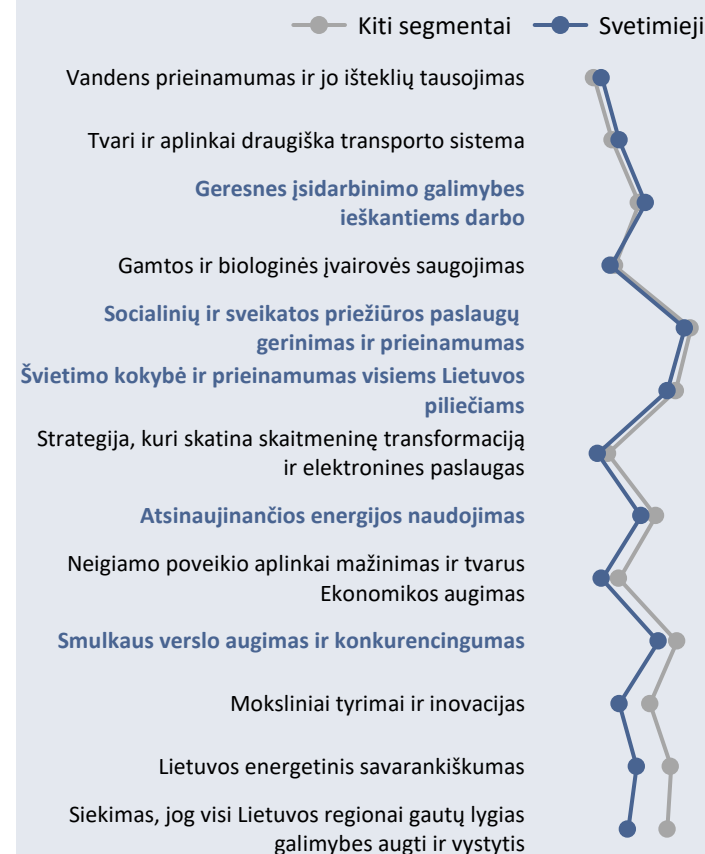 Kiti segmentai
Svetimieji
Vandens prieinamumas ir jo išteklių tausojimas
Tvari ir aplinkai draugiška transporto sistema
Geresnes įsidarbinimo galimybes
ieškantiems darbo
Gamtos ir biologinės įvairovės saugojimas
Socialinių ir sveikatos priežiūros paslaugų
gerinimas ir prieinamumas
Švietimo kokybė ir prieinamumas visiems Lietuvos
piliečiams
Strategija, kuri skatina skaitmeninę transformaciją
ir elektronines paslaugas
Atsinaujinančios energijos naudojimas
Neigiamo poveikio aplinkai mažinimas ir tvarus
Ekonomikos augimas
Smulkaus verslo augimas ir konkurencingumas
Moksliniai tyrimai ir inovacijas
Lietuvos energetinis savarankiškumas
Siekimas, jog visi Lietuvos regionai gautų lygias
galimybes augti ir vystytis